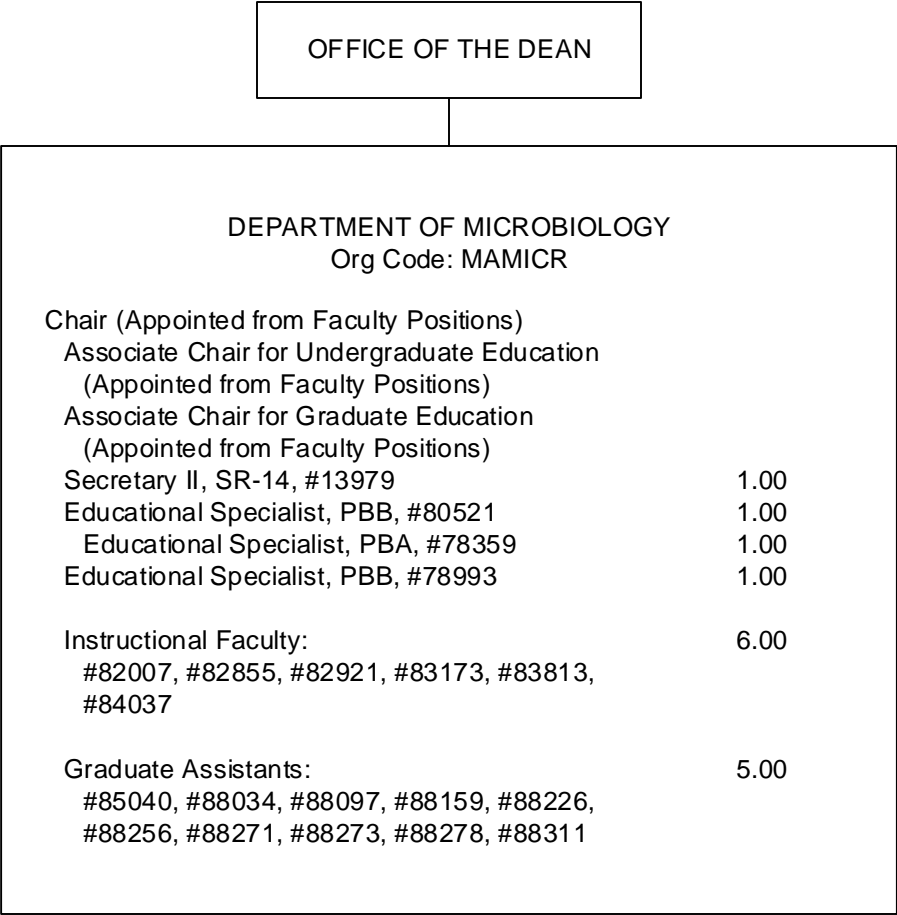 OFFICE OF THE DEAN
DEPARTMENT OF MICROBIOLOGY
Org Code: MAMICR
Chair (Appointed from Faculty Positions)
Associate Chair for Undergraduate Education
(Appointed from Faculty Positions)
Associate Chair for Graduate Education
(Appointed from Faculty Positions)
Secretary II, SR-14, #13979 1.00
Educational Specialist, PBB, #80521 1.00
Educational Specialist, PBA, #78359 1.00
Educational Specialist, PBB, #78993 1.00
Instructional Faculty: 6.00
#82007, #82855, #82921, #83173, #83813,
#84037
Graduate Assistants: 5.00
#85040, #88034, #88097, #88159, #88226,
#88256, #88271, #88273, #88278, #88311